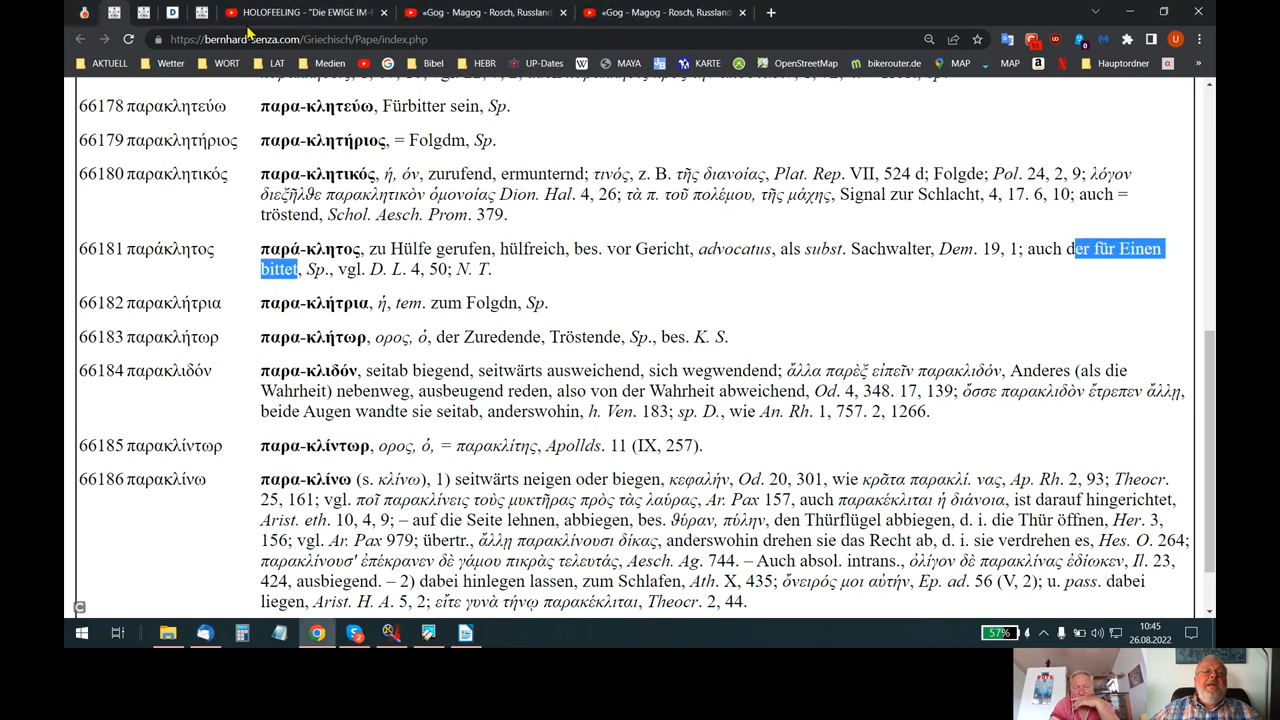 HOLOFEELING - "Die EWIGE IM-
«Gog - Magog - Rosch, Russland
«Gog - Magog - Rosch, Russland
https://bernhard-senza.com/Griechisch/Pape/index.php
AKTUELL Wetter WORT LAT Medien Bibel HEBR UP-Dates MAYA KARTE OpenStreetMap bikerouter.de MAP MAP Hauptordner
66178 παρακλητεύω παρα-κλητεύω, Fürbitter sein, Sp.
66179 παρακλητήριος παρα-κλητήριος, = Folgdm, Sp.
66180 παρακλητικός παρα-κλητικός, ή, όν, zurufend, ermunternd; τινός, z. B. τῆς διανοίας, Plat. Rep. VII, 524 d; Folgde; Pol. 24, 2, 9; λόγον
διεξῆλθε παρακλητικὸν ὁμονοίας Dion. Hal. 4, 26; τὰ π. τοῦ πολέμου, τῆς μάχης, Signal zur Schlacht, 4, 17. 6, 10; auch =
tröstend, Schol. Aesch. Prom. 379.
66181 παράκλητος παρά-κλητος, zu Hülfe gerufen, hülfreich, bes. vor Gericht, advocatus, als subst. Sachwalter, Dem. 19, 1; auch der für Einen
bittet, Sp., vgl. D. L. 4, 50; N. T.
66182 παρακλήτρια παρα-κλήτρια, ἡ, tem. zum Folgdn, Sp.
66183 παρακλήτωρ παρα-κλήτωρ, ορος, ὁ, der Zuredende, Tröstende, Sp., bes. K. S.
66184 παρακλιδόν παρα-κλιδόν, seitab biegend, seitwärts ausweichend, sich wegwendend; ἄλλα παρὲξ εἰπεῖν παρακλιδόν, Anderes (als die
Wahrheit) nebenweg, ausbeugend reden, also von der Wahrheit abweichend, Od. 4, 348. 17, 139; ὄσσε παρακλιδὸν ἔτρεπεν ἄλλῃ,
beide Augen wandte sie seitab, anderswohin, h. Ven. 183; sp. D., wie An. Rh. 1, 757. 2, 1266.
66185 παρακλίντωρ παρα-κλίντωρ, ορος, ὁ, = παρακλίτης, Apollds. 11 (IX, 257).
66186 παρακλίνω παρα-κλίνω (s. κλίνω), 1) seitwärts neigen oder biegen, κεφαλήν, Od. 20, 301, wie κρᾶτα παρακλί. νας, Ap. Rh. 2, 93; Theocr.
25, 161; vgl. ποῖ παρακλίνεις τοὺς μυκτῆρας πρὸς τὰς λαύρας, Ar. Pax 157, auch παρακέκλιται ἡ διάνοια, ist darauf hingerichtet,
Arist. eth. 10, 4, 9; – auf die Seite lehnen, abbiegen, bes. θύραν, πύλην, den Thürflügel abbiegen, d. i. die Thür öffnen, Her. 3,
156; vgl. Ar. Pax 979; übertr., ἄλλῃ παρακλίνουσι δίκας, anderswohin drehen sie das Recht ab, d. i. sie verdrehen es, Hes. O. 264;
παρακλίνουσ' ἐπέκρανεν δὲ γάμου πικρὰς τελευτάς, Aesch. Ag. 744. – Auch absol. intrans., ὀλίγον δὲ παρακλίνας ἐδίωκεν, Il. 23,
424, ausbiegend. – 2) dabei hinlegen lassen, zum Schlafen, Ath. X, 435; ὄνειρός μοι αὐτήν, Ep. ad. 56 (V, 2); u. pass. dabei
liegen, Arist. H. A. 5, 2; εἴτε γυνὰ τήνῳ παρακέκλιται, Theocr. 2, 44.
57%
10:45
26.08.2022